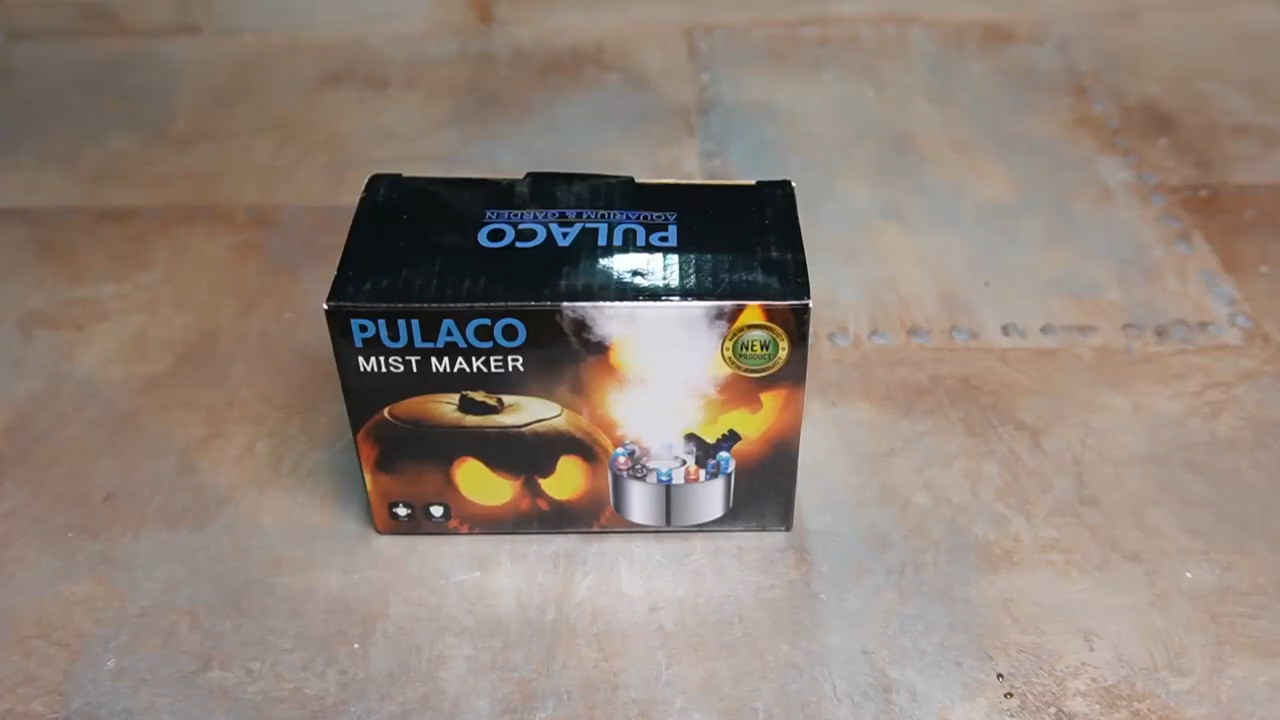 PULACO
AQUARIUM & GARDEN
PULACO
MIST MAKER
NEW
PRODUCT